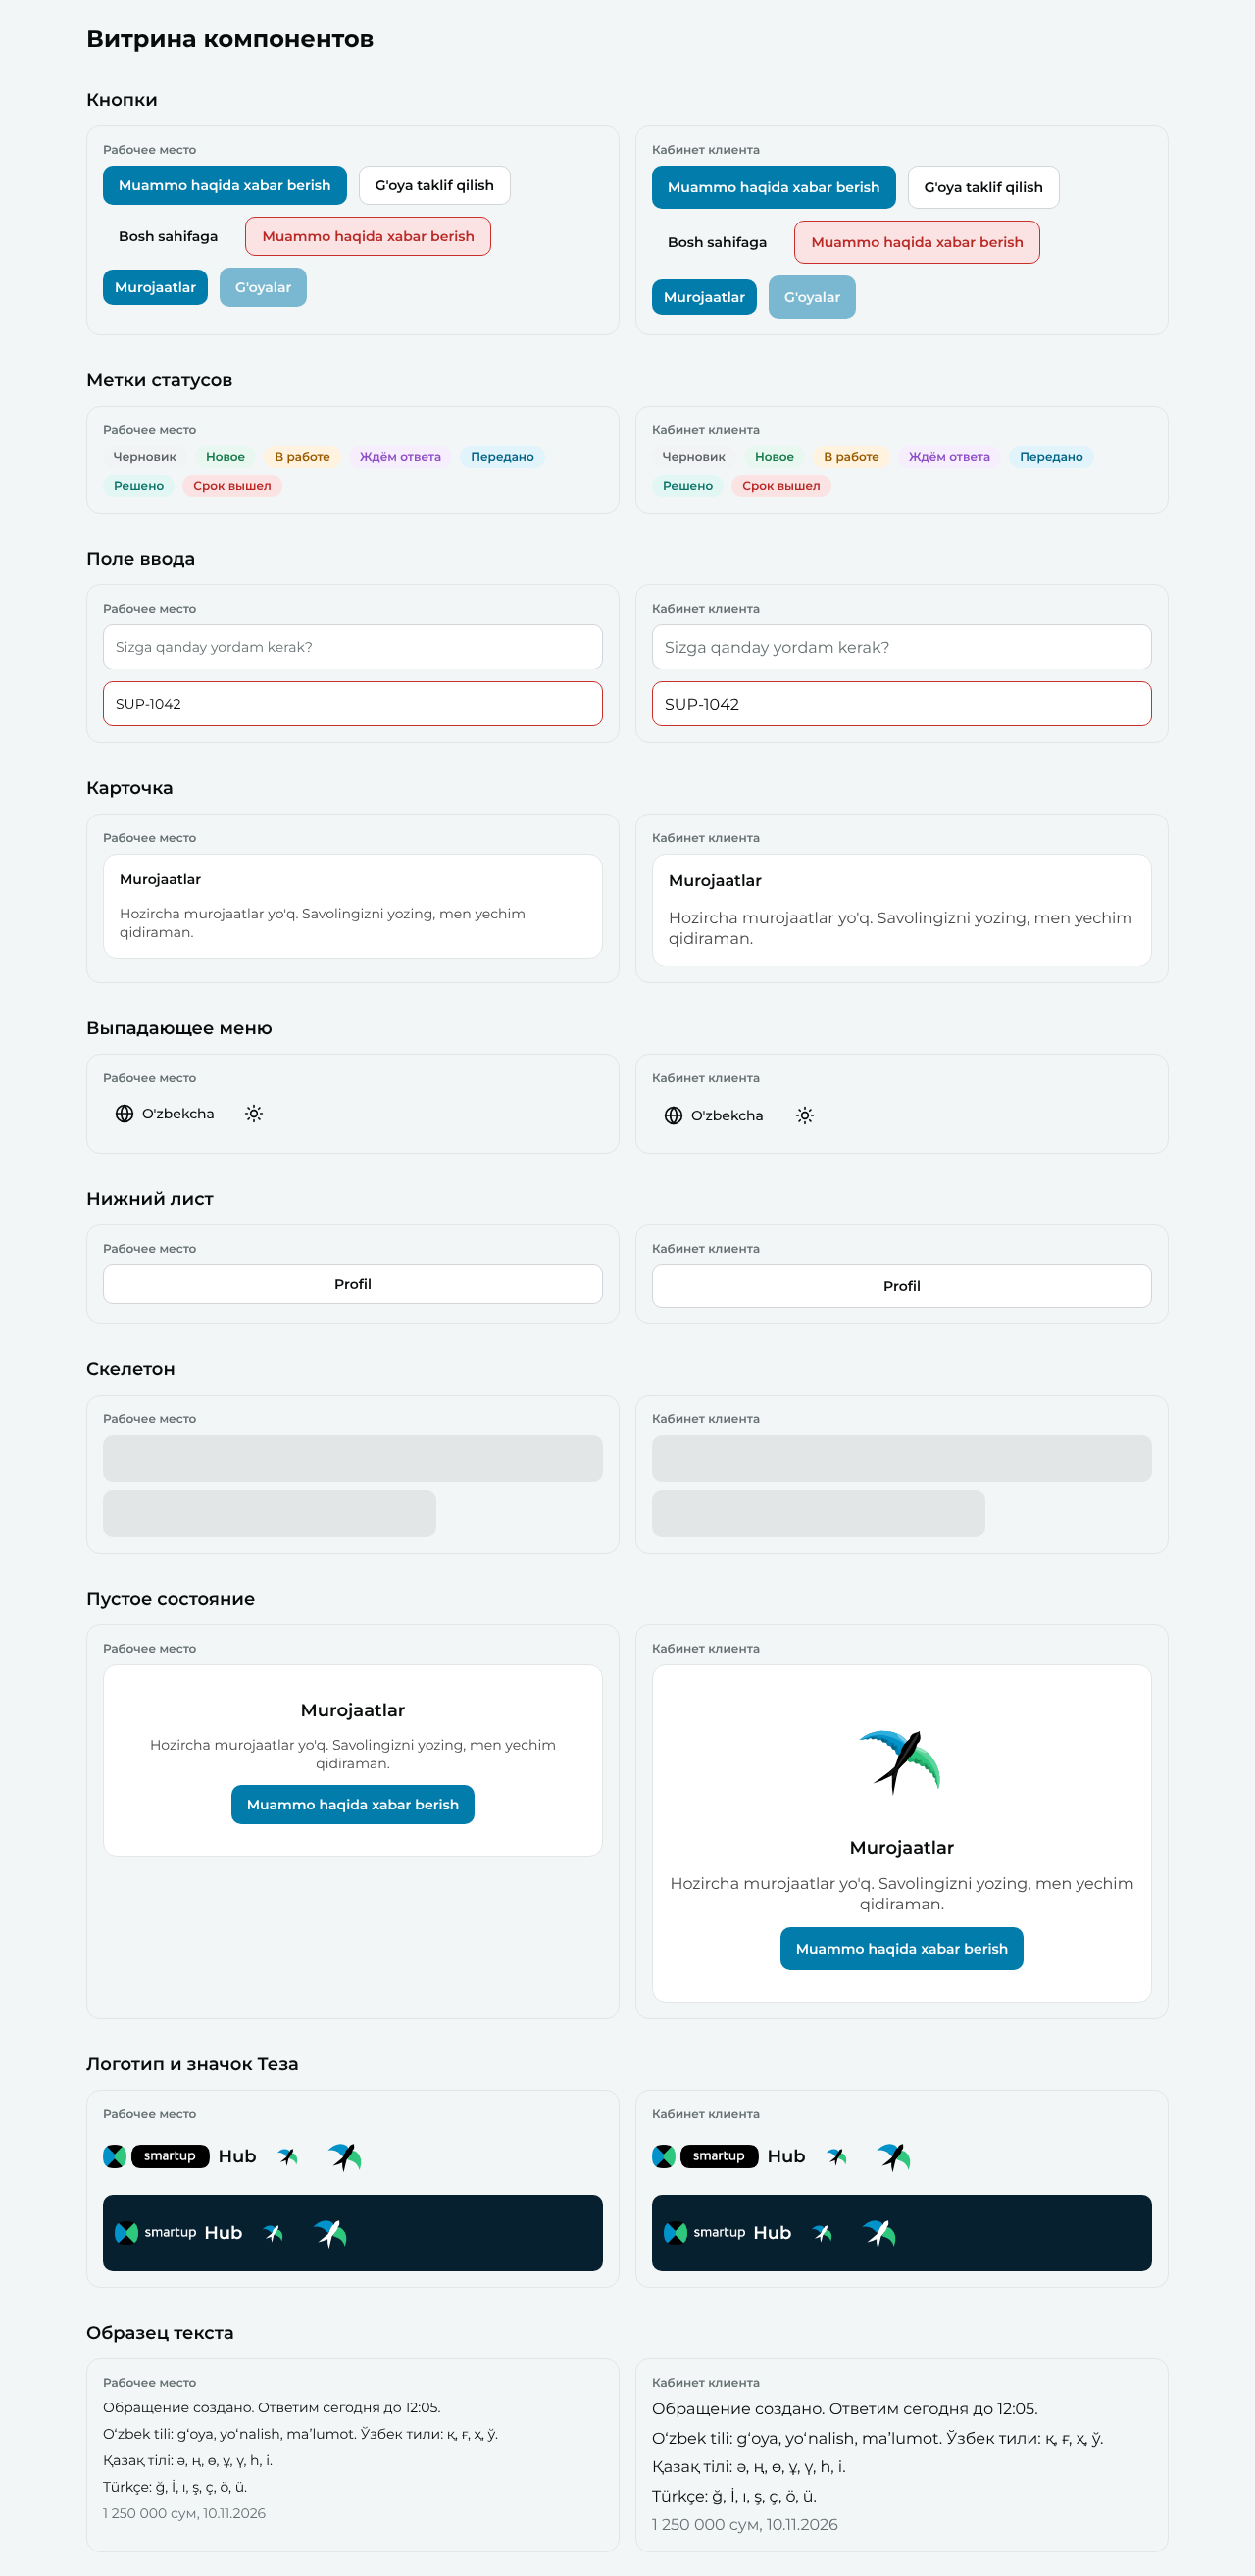 Витрина компонентов
Кнопки
Рабочее место
Muammo haqida xabar berish
G'oya taklif qilish
Bosh sahifaga
Muammo haqida xabar berish
Murojaatlar
G'oyalar
Кабинет клиента
Muammo haqida xabar berish
G'oya taklif qilish
Bosh sahifaga
Muammo haqida xabar berish
Murojaatlar
G'oyalar
Метки статусов
Рабочее место
Черновик Новое В работе Ждём ответа Передано
Решено Срок вышел
Кабинет клиента
Черновик Новое В работе Ждём ответа Передано
Решено Срок вышел
Поле ввода
Рабочее место
Sizga qanday yordam kerak?
SUP-1042
Кабинет клиента
Sizga qanday yordam kerak?
SUP-1042
Карточка
Рабочее место
Murojaatlar
Hozircha murojaatlar yo'q. Savolingizni yozing, men yechim
qidiraman.
Кабинет клиента
Murojaatlar
Hozircha murojaatlar yo'q. Savolingizni yozing, men yechim
qidiraman.
Выпадающее меню
Рабочее место
O'zbekcha
Кабинет клиента
O'zbekcha
Нижний лист
Рабочее место
Profil
Кабинет клиента
Profil
Скелетон
Рабочее место
Кабинет клиента
Пустое состояние
Рабочее место
Murojaatlar
Hozircha murojaatlar yo'q. Savolingizni yozing, men yechim
qidiraman.
Muammo haqida xabar berish
Кабинет клиента
Murojaatlar
Hozircha murojaatlar yo'q. Savolingizni yozing, men yechim
qidiraman.
Muammo haqida xabar berish
Логотип и значок Теза
Рабочее место
smartup Hub
smartup Hub
Кабинет клиента
smartup Hub
smartup Hub
Образец текста
Рабочее место
Обращение создано. Ответим сегодня до 12:05.
Oʻzbek tili: gʻoya, yoʻnalish, maʼlumot. Ўзбек тили: қ, ғ, ҳ, ў.
Қазақ тілі: ә, ң, ө, ұ, ү, һ, і.
Türkçe: ğ, İ, ı, ş, ç, ö, ü.
1 250 000 сум, 10.11.2026
Кабинет клиента
Обращение создано. Ответим сегодня до 12:05.
Oʻzbek tili: gʻoya, yoʻnalish, maʼlumot. Ўзбек тили: қ, ғ, ҳ, ў.
Қазақ тілі: ә, ң, ө, ұ, ү, һ, і.
Türkçe: ğ, İ, ı, ş, ç, ö, ü.
1 250 000 сум, 10.11.2026